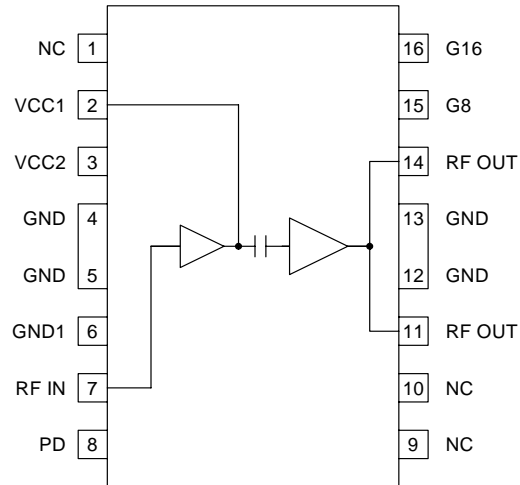 NC 1 16 G16
VCC1 2 15 G8
VCC2 3 14 RF OUT
GND 4 13 GND
GND 5 12 GND
GND1 6 11 RF OUT
RF IN 7 10 NC
PD 8 9 NC